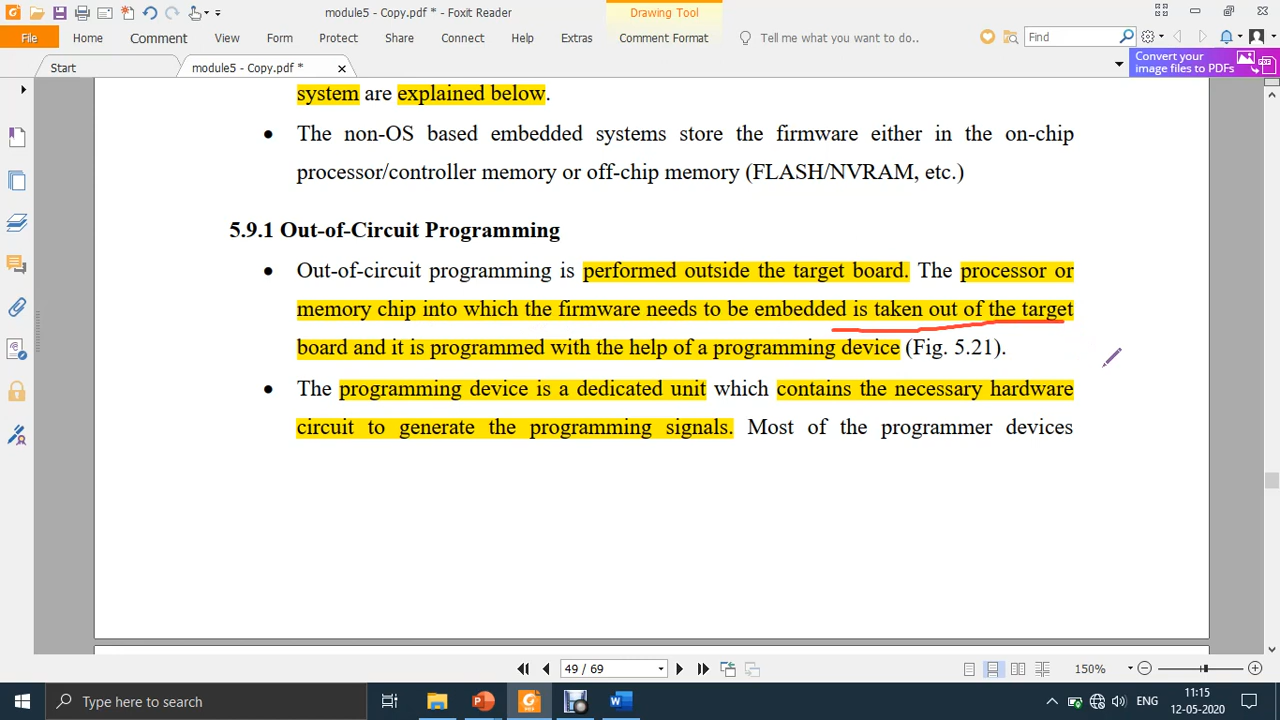 module5 - Copy.pdf * - Foxit Reader
Drawing Tool
File Home Comment View Form Protect Share Connect Help Extras Comment Format Tell me what you want to do... Find
Start module5 - Copy.pdf *
Convert your
image files to PDFs
system are explained below.
• The non-OS based embedded systems store the firmware either in the on-chip
processor/controller memory or off-chip memory (FLASH/NVRAM, etc.)
5.9.1 Out-of-Circuit Programming
• Out-of-circuit programming is performed outside the target board. The processor or
memory chip into which the firmware needs to be embedded is taken out of the target
board and it is programmed with the help of a programming device (Fig. 5.21).
• The programming device is a dedicated unit which contains the necessary hardware
circuit to generate the programming signals. Most of the programmer devices
49 / 69
150%
Type here to search
ENG
11:15
12-05-2020